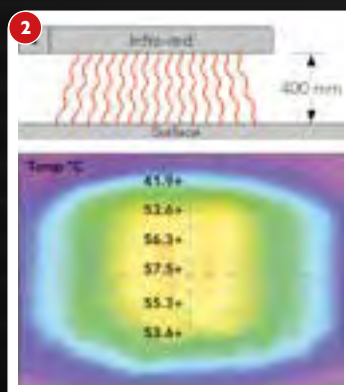 2
Infra-red
400 mm
Surface
Temp °C
41.9+
53.6+
56.3+
57.5+
55.3+
53.6+